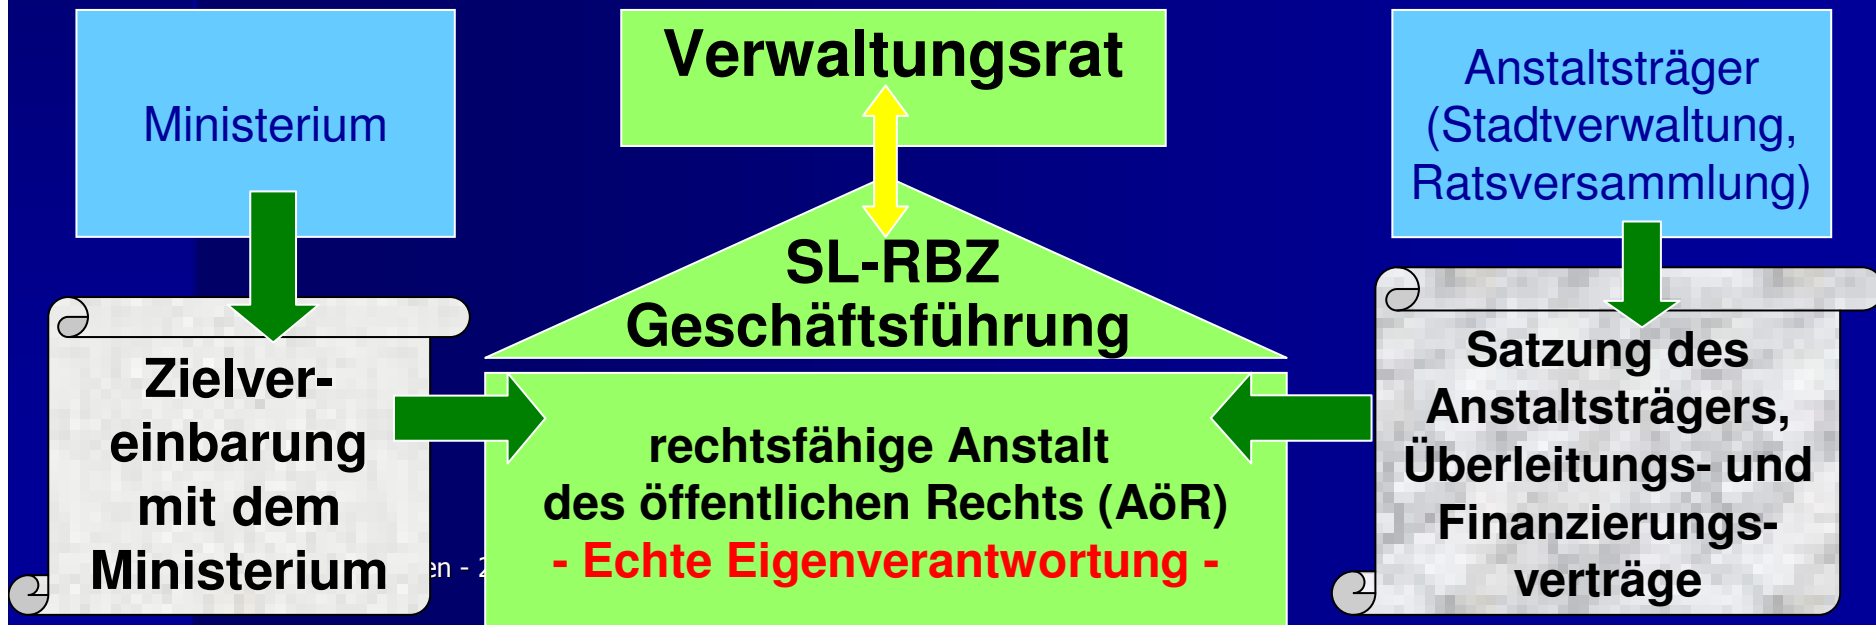 Ministerium
Verwaltungsrat
Anstaltsträger
(Stadtverwaltung,
Ratsversammlung)
SL-RBZ
Geschäftsführung
Zielver-
einbarung
mit dem
Ministerium
rechtsfähige Anstalt
des öffentlichen Rechts (AöR)
- Echte Eigenverantwortung -
Satzung des
Anstaltsträgers,
Überleitungs- und
Finanzierungs-
verträge